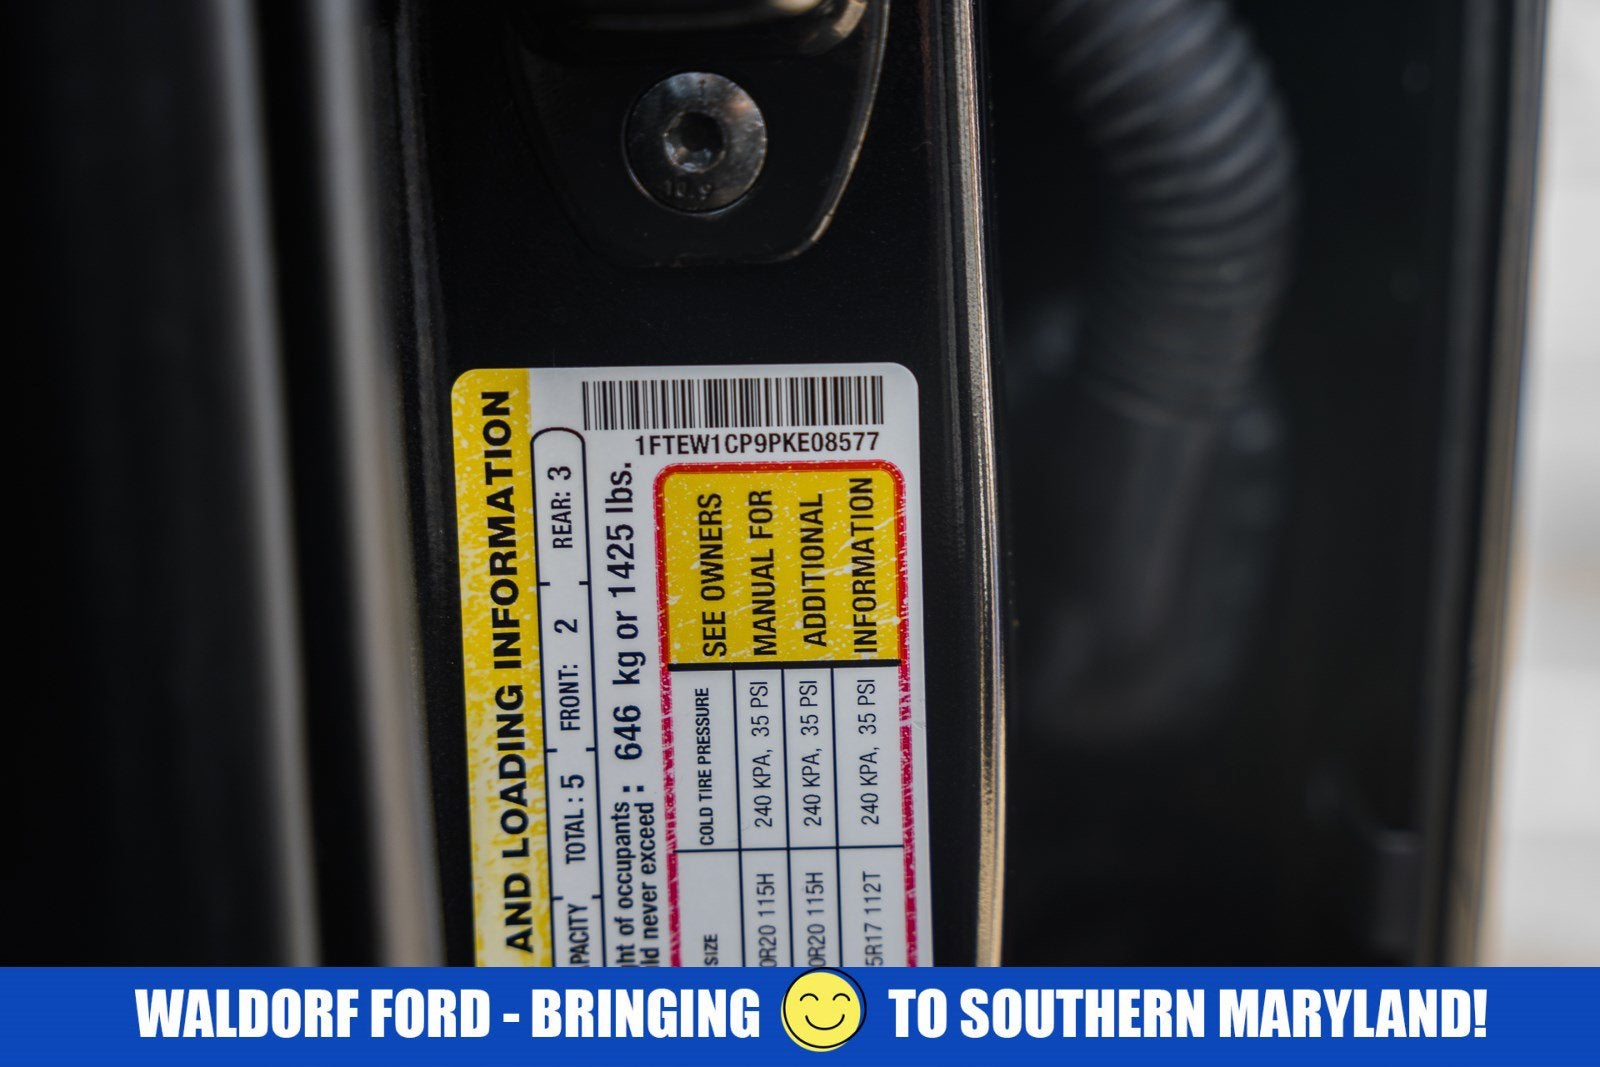 10.9
1FTEW1CP9PKE08577
AND LOADING INFORMATION
PACITY TOTAL : 5 FRONT: 2 REAR: 3
ht of occupants
ld never exceed : 646 kg or 1425 lbs.
SIZE COLD TIRE PRESSURE SEE OWNERS
0R20 115H 240 KPA, 35 PSI MANUAL FOR
0R20 115H 240 KPA, 35 PSI ADDITIONAL
5R17 112T 240 KPA, 35 PSI INFORMATION
WALDORF FORD - BRINGING TO SOUTHERN MARYLAND!